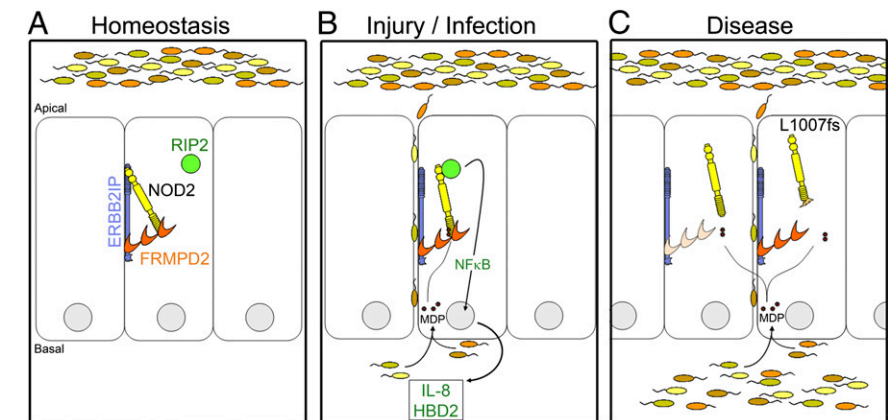 A Homeostasis
B Injury / Infection
C Disease
Apical
RIP2
NOD2
ERBB2IP
FRMPD2
Basal
NFκB
MDP
IL-8
HBD2
L1007fs
MDP